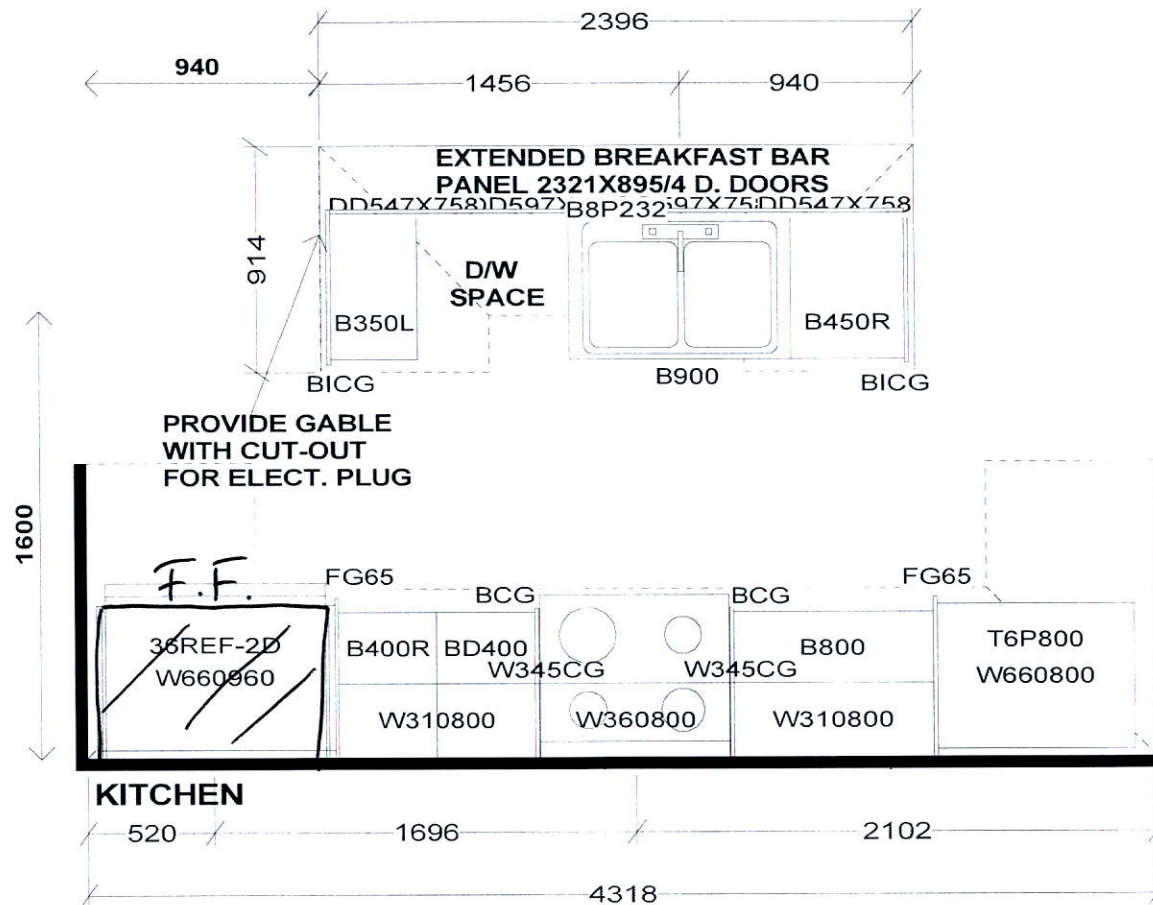 2396
940
1456
940
EXTENDED BREAKFAST BAR
PANEL 2321X895/4 D. DOORS
DD547X758
B8P232
DD547X758
914
D/W
SPACE
B350L
B450R
B900
BICG
BICG
PROVIDE GABLE
WITH CUT-OUT
FOR ELECT. PLUG
1600
F.F.
FG65
BCG
BCG
FG65
36REF-2D
W660960
B400R
BD400
W345CG
W345CG
B800
T6P800
W660800
W310800
W360800
W310800
KITCHEN
520
1696
2102
4318